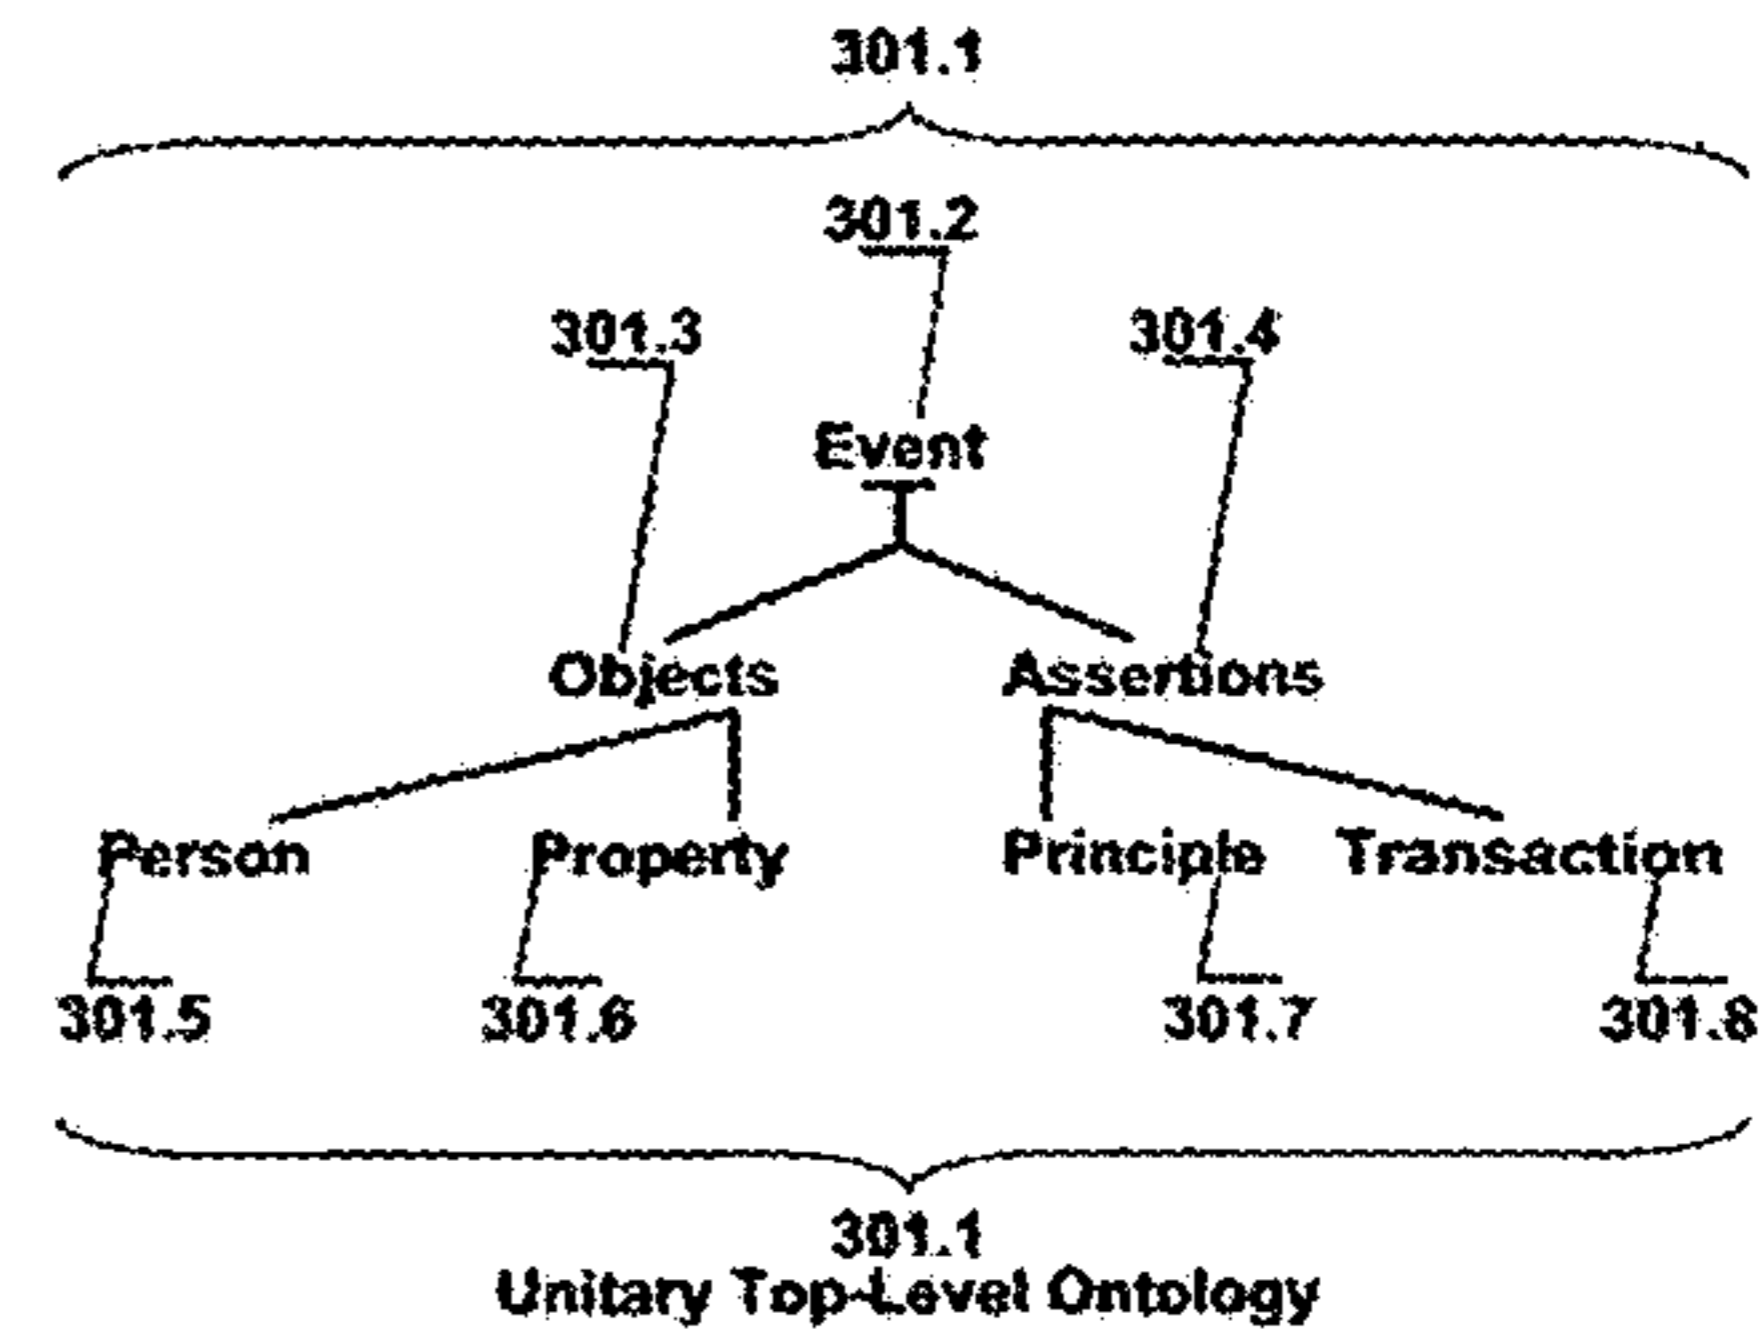 301.1
301.2
301.3 301.4
Event
Objects Assertions
Person Property Principle Transaction
301.5 301.6 301.7 301.8
301.1
Unitary Top-Level Ontology